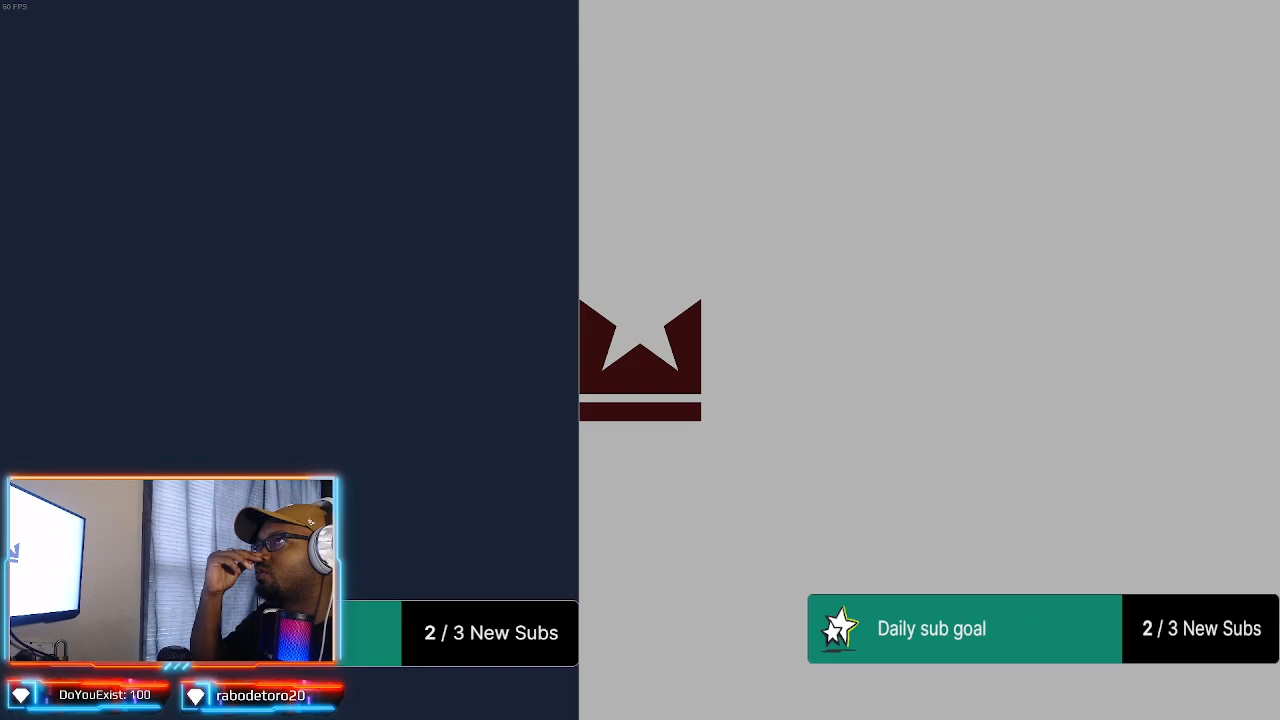 60 FPS
2 / 3 New Subs
Daily sub goal
2 / 3 New Subs
DoYouExist: 100
rabodetoro20